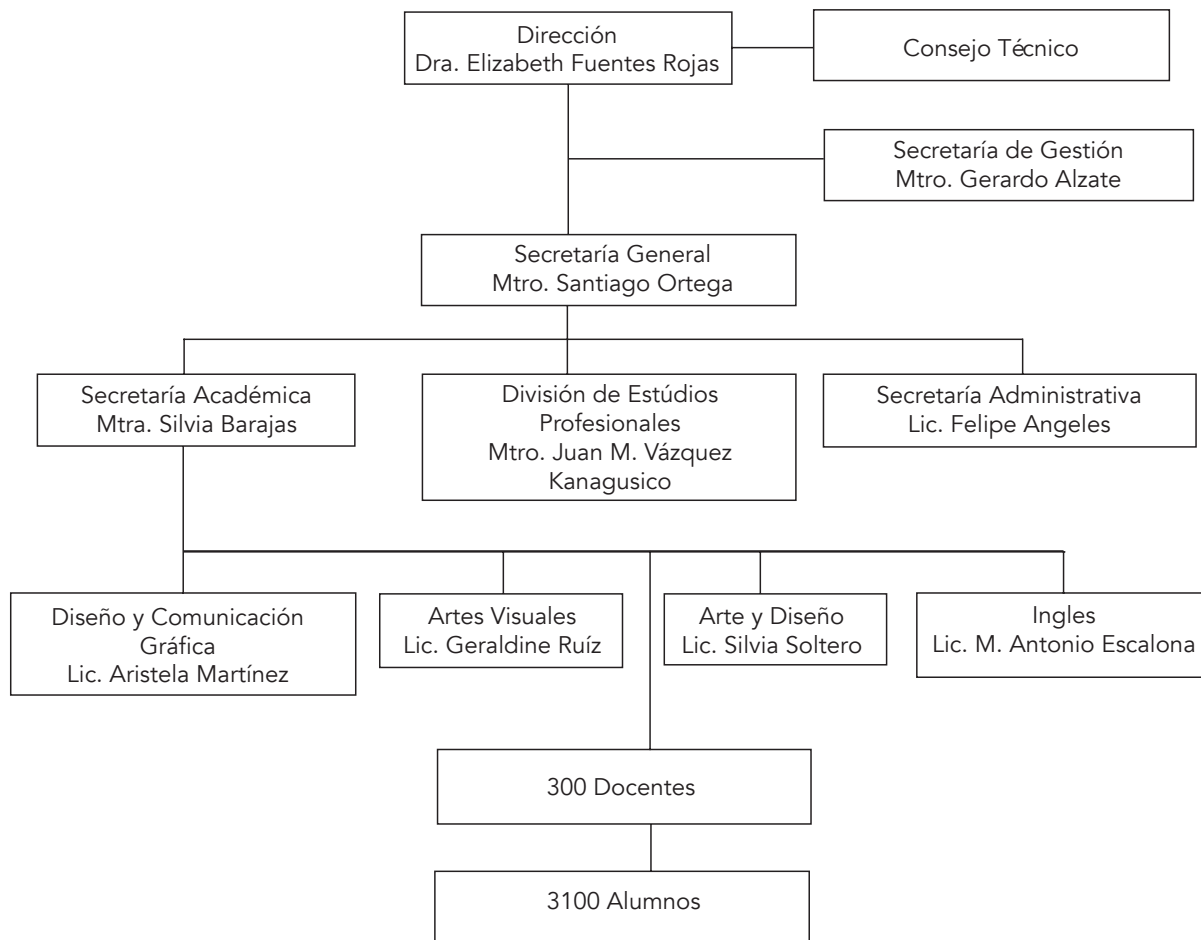 Dirección
Dra. Elizabeth Fuentes Rojas
Consejo Técnico
Secretaría de Gestión
Mtro. Gerardo Alzate
Secretaría General
Mtro. Santiago Ortega
Secretaría Académica
Mtra. Silvia Barajas
División de Estúdios
Profesionales
Mtro. Juan M. Vázquez
Kanagusico
Secretaría Administrativa
Lic. Felipe Angeles
Diseño y Comunicación
Gráfica
Lic. Aristela Martínez
Artes Visuales
Lic. Geraldine Ruíz
Arte y Diseño
Lic. Silvia Soltero
Ingles
Lic. M. Antonio Escalona
300 Docentes
3100 Alumnos